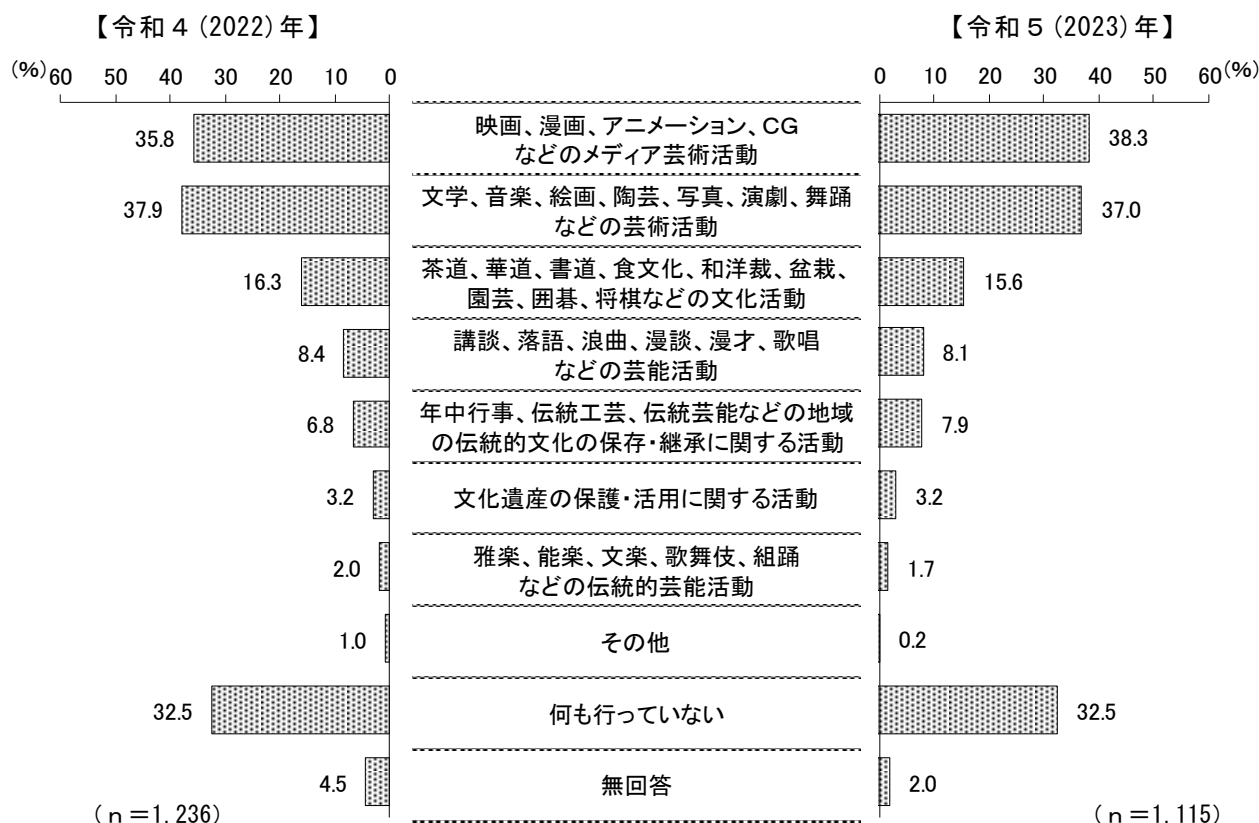 【令和４(2022)年】
【令和５(2023)年】
(%) 60 50 40 30 20 10 0
0 10 20 30 40 50 60 (%)
35.8
映画、漫画、アニメーション、ＣＧ
などのメディア芸術活動
38.3
37.9
文学、音楽、絵画、陶芸、写真、演劇、舞踊
などの芸術活動
37.0
16.3
茶道、華道、書道、食文化、和洋裁、盆栽、
園芸、囲碁、将棋などの文化活動
15.6
8.4
講談、落語、浪曲、漫談、漫才、歌唱
などの芸能活動
8.1
6.8
年中行事、伝統工芸、伝統芸能などの地域
の伝統的文化の保存・継承に関する活動
7.9
3.2
文化遺産の保護・活用に関する活動
3.2
2.0
雅楽、能楽、文楽、歌舞伎、組踊
などの伝統的芸能活動
1.7
1.0
その他
0.2
32.5
何も行っていない
32.5
4.5
無回答
2.0
(ｎ＝1,236)
(ｎ＝1,115)